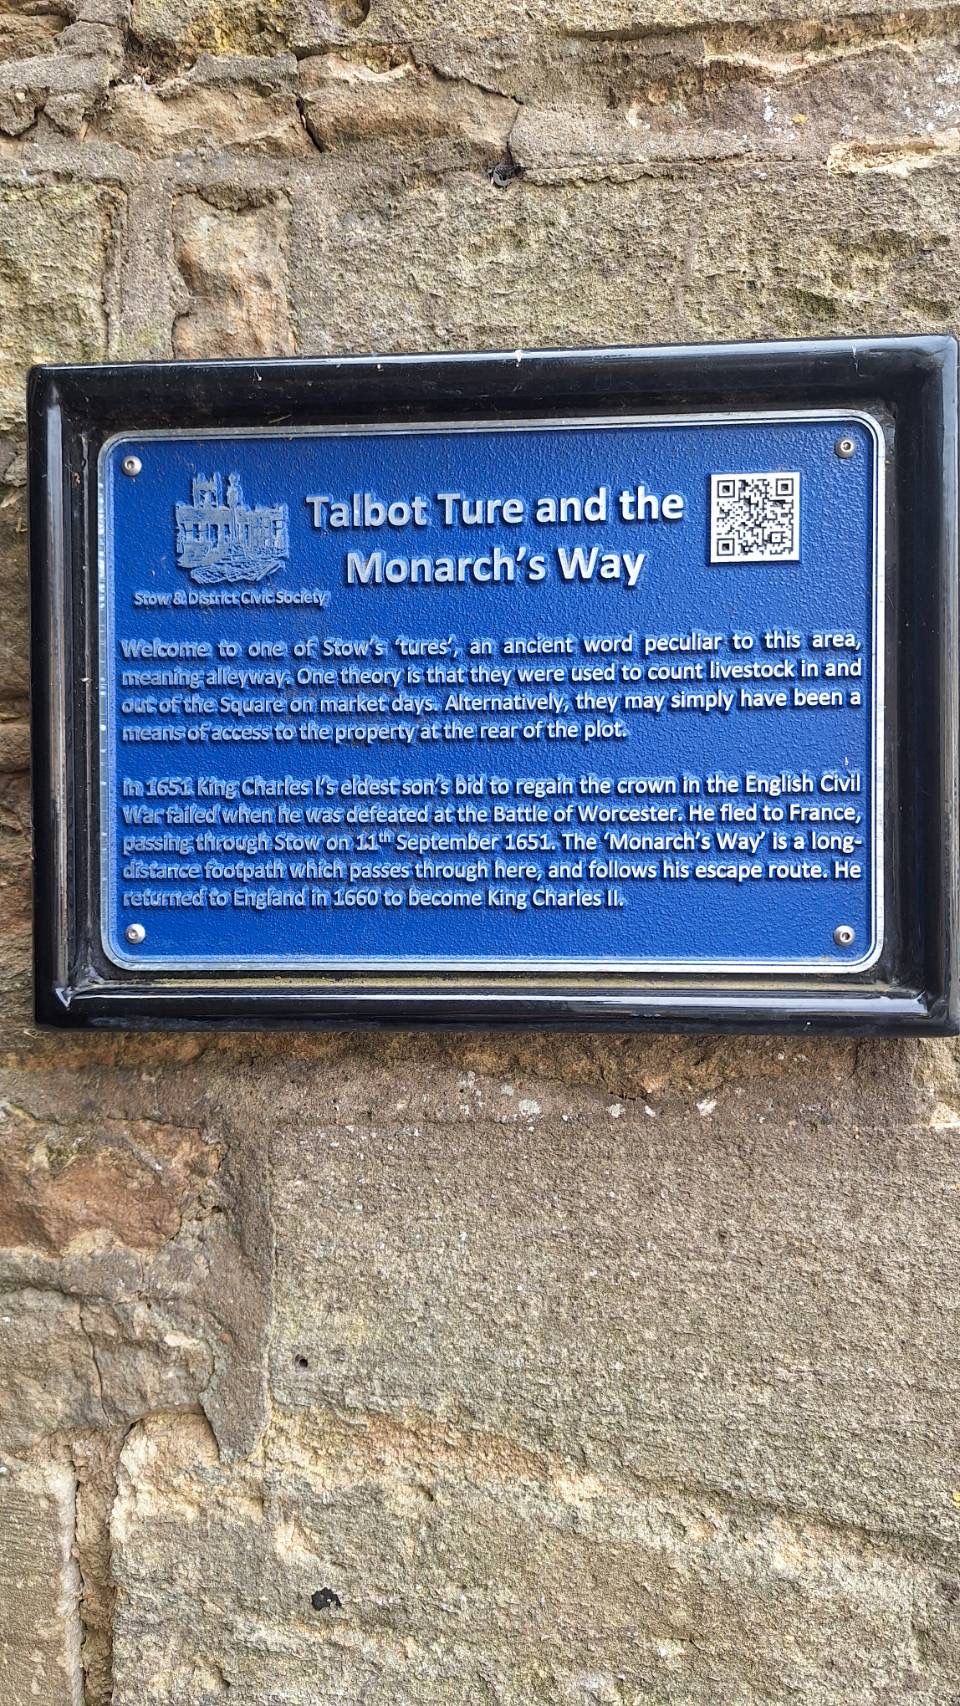 Talbot Ture and the
Monarch's Way
Stow & District Civic Society
Welcome to one of Stow's 'tures', an ancient word peculiar to this area,
meaning alleyway. One theory is that they were used to count livestock in and
out of the Square on market days. Alternatively, they may simply have been a
means of access to the property at the rear of the plot.
In 1651 King Charles I's eldest son's bid to regain the crown in the English Civil
War failed when he was defeated at the Battle of Worcester. He fled to France,
passing through Stow on 11th September 1651. The 'Monarch's Way' is a long-
distance footpath which passes through here, and follows his escape route. He
returned to England in 1660 to become King Charles II.